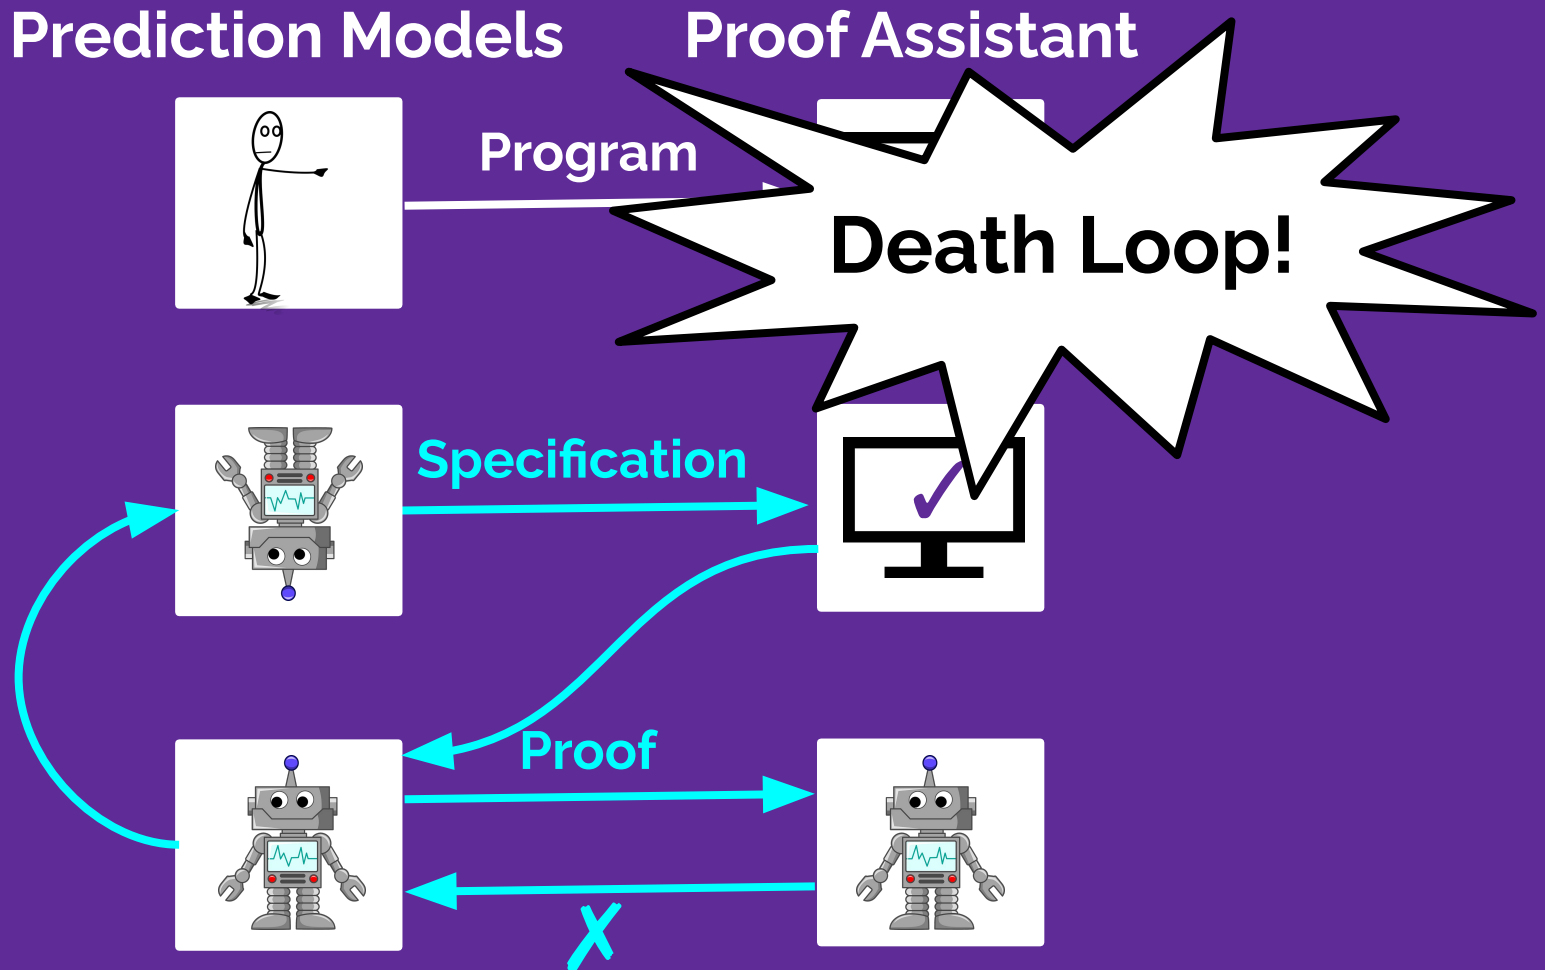 Prediction Models
Proof Assistant
Program
Death Loop!
Specification
Proof